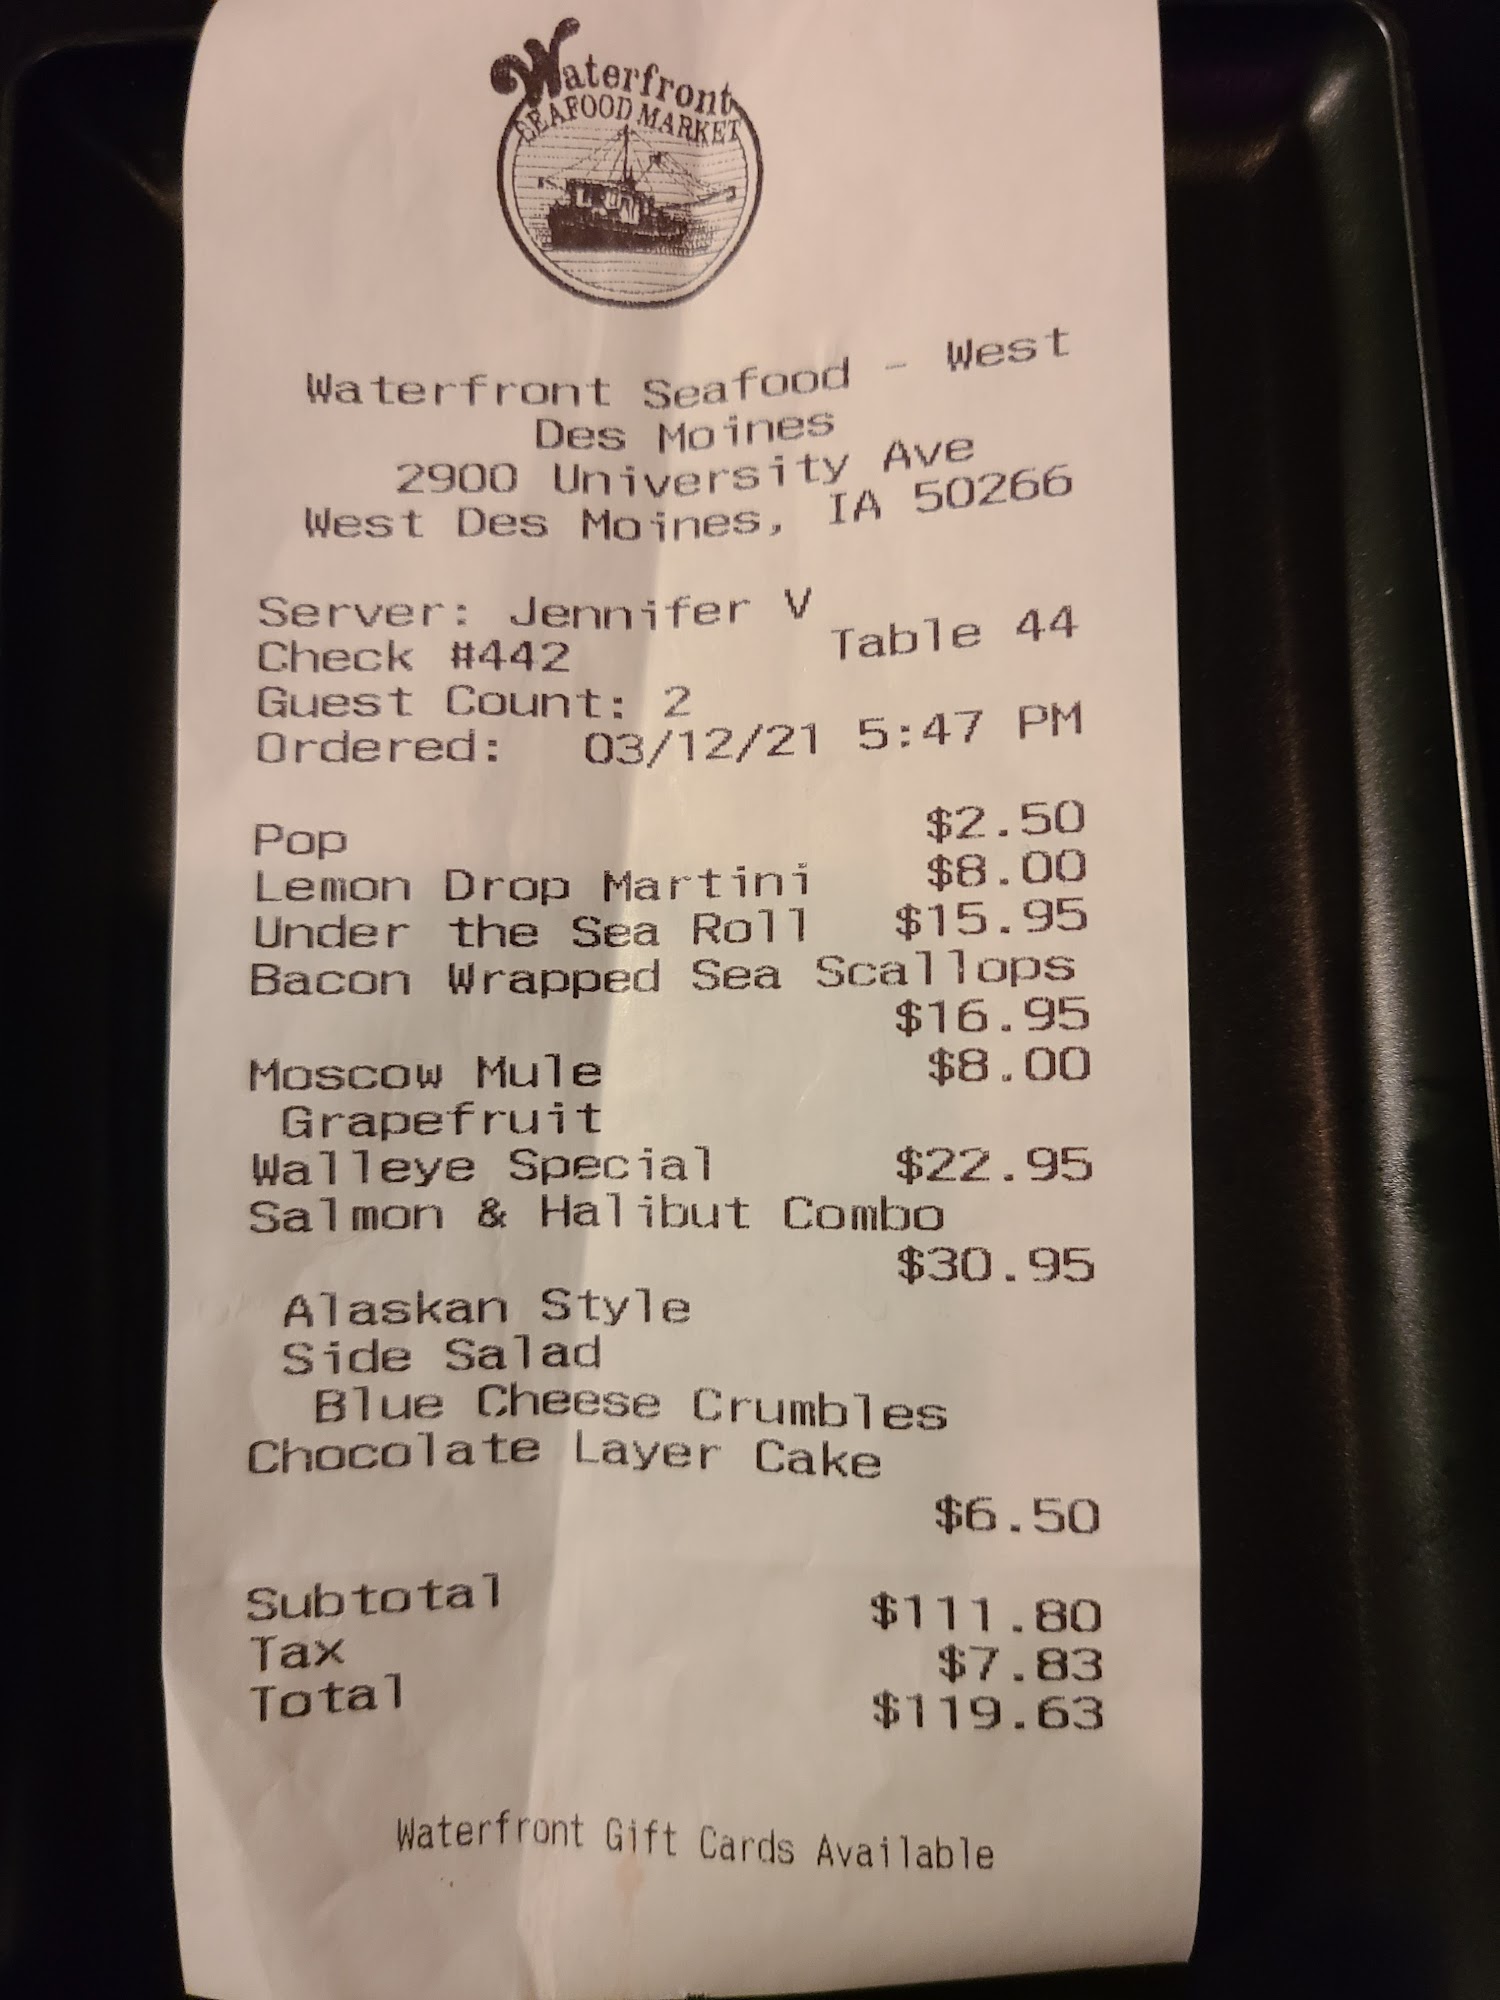 Waterfront
SEAFOOD MARKET
Waterfront Seafood - West
Des Moines
2900 University Ave
West Des Moines, IA 50266
Server: Jennifer V
Check #442 Table 44
Guest Count: 2
Ordered: 03/12/21 5:47 PM
Pop $2.50
Lemon Drop Martini $8.00
Under the Sea Roll $15.95
Bacon Wrapped Sea Scallops
$16.95
Moscow Mule $8.00
Grapefruit
Walleye Special $22.95
Salmon & Halibut Combo
$30.95
Alaskan Style
Side Salad
Blue Cheese Crumbles
Chocolate Layer Cake
$6.50
Subtotal $111.80
Tax $7.83
Total $119.63
Waterfront Gift Cards Available